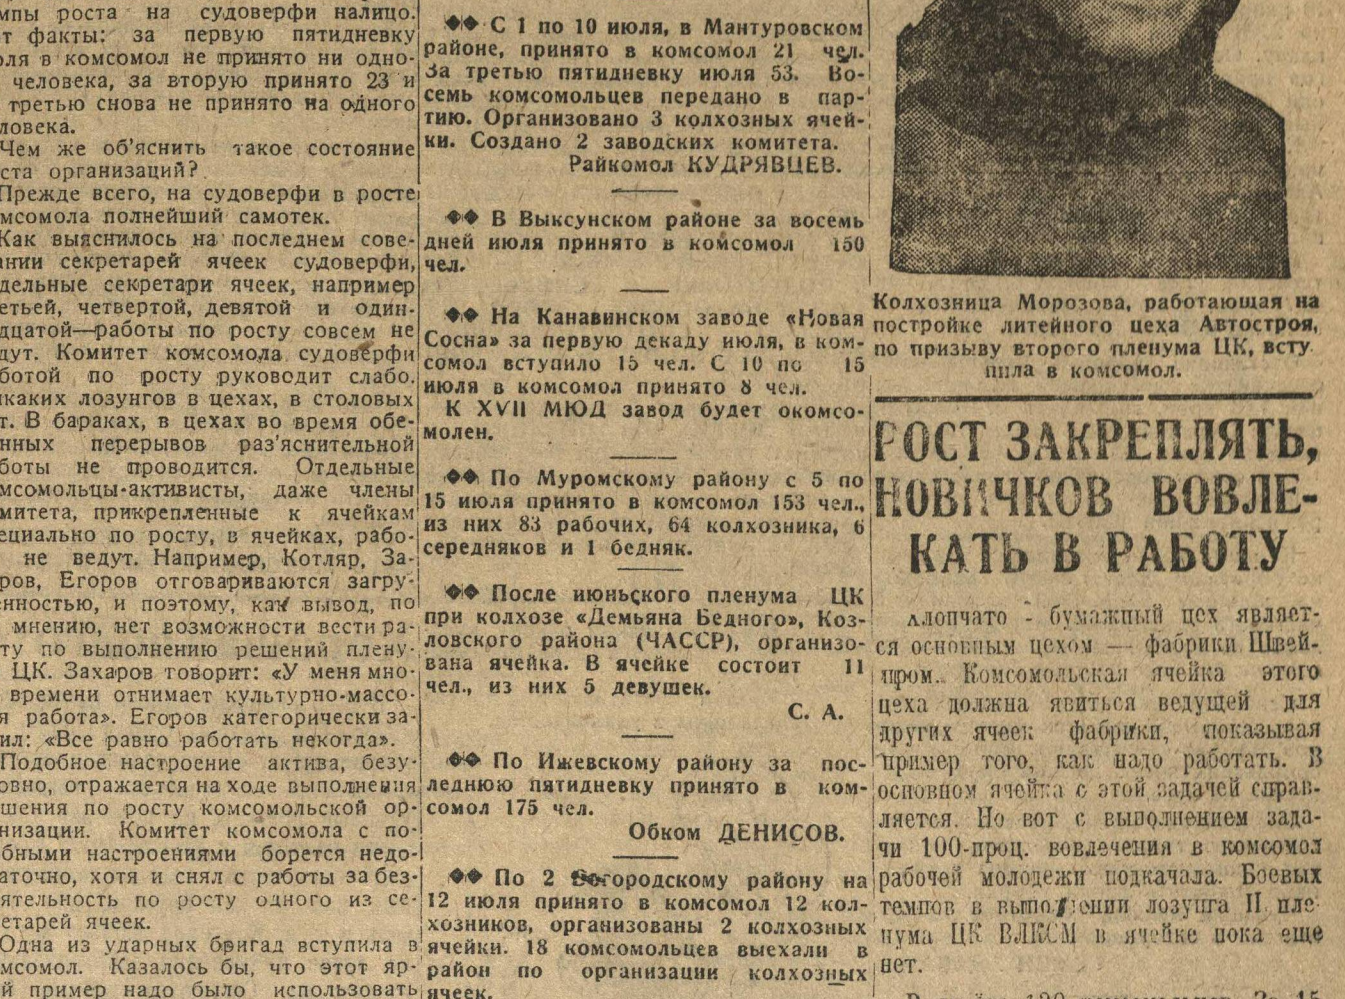 мпы роста на судоверфи налицо.
т факты: за первую пятидневку
ля в комсомол не принято ни одно-
человека, за вторую принято 23 и
третью снова не принято на одного
ловека.
Чем же об'яснить такое состояние
ста организаций?
Прежде всего, на судоверфи в росте
мсомола полнейший самотек.
Как выяснилось на последнем сове-
нии секретарей ячеек судоверфи,
дельные секретари ячеек, например
етьей, четвертой, девятой и один-
дцатой—работы по росту совсем не
дут. Комитет комсомола судоверфи
ботой по росту руководит слабо.
каких лозунгов в цехах, в столовых
т. В бараках, в цехах во время обе-
нных перерывов раз'яснительной
боты не проводится. Отдельные
мсомольцы-активисты, даже члены
митета, прикрепленные к ячейкам
ециально по росту, в ячейках, рабо-
не ведут. Например, Котляр, За-
ров, Егоров отговариваются загру-
нностью, и поэтому, как вывод, по
мнению, нет возможности вести ра-
ту по выполнению решений плену-
ЦК. Захаров говорит: «У меня мно-
времени отнимает культурно-массо-
я работа». Егоров категорически за-
ил: «Все равно работать некогда».
Подобное настроение актива, безу-
овно, отражается на ходе выполнения
шения по росту комсомольской ор-
низации. Комитет комсомола с по-
бными настроениями борется недо-
аточно, хотя и снял с работы за без-
ятельность по росту одного из се-
етарей ячеек.
Одна из ударных бригад вступила в
мсомол. Казалось бы, что этот яр-
й пример надо было использовать
◆◆ С 1 по 10 июля, в Мантуровском
районе, принято в комсомол 21 чел.
За третью пятидневку июля 53. Во-
семь комсомольцев передано в пар-
тию. Организовано 3 колхозных ячей-
ки. Создано 2 заводских комитета.
Райкомол КУДРЯВЦЕВ.
◆◆ В Выксунском районе за восемь
дней июля принято в комсомол 150
чел.
◆◆ На Канавинском заводе «Новая
Сосна» за первую декаду июля, в ком-
сомол вступило 15 чел. С 10 по 15
июля в комсомол принято 8 чел.
К XVII МЮД завод будет окомсо-
молен.
◆◆ По Муромскому району с 5 по
15 июля принято в комсомол 153 чел.,
из них 83 рабочих, 64 колхозника, 6
середняков и 1 бедняк.
◆◆ После июньского пленума ЦК
при колхозе «Демьяна Бедного», Коз-
ловского района (ЧАССР), организо-
вана ячейка. В ячейке состоит 11
чел., из них 5 девушек.
С. А.
◆◆ По Ижевскому району за пос-
леднюю пятидневку принято в ком-
сомол 175 чел.
Обком ДЕНИСОВ.
◆◆ По 2 Богородскому району на
12 июля принято в комсомол 12 кол-
хозников, организованы 2 колхозных
ячейки. 18 комсомольцев выехали в
район по организации колхозных
ячеек.
Колхозница Морозова, работающая на
постройке литейного цеха Автостроя,
по призыву второго пленума ЦК, всту
пила в комсомол.
РОСТ ЗАКРЕПЛЯТЬ,
НОВИЧКОВ ВОВЛЕ-
КАТЬ В РАБОТУ
Хлопчато - бумажный цех являет-
ся основным цехом — фабрики Швей-
пром. Комсомольская ячейка этого
цеха должна явиться ведущей для
других ячеек фабрики, показывая
пример того, как надо работать. В
основном ячейка с этой задачей справ-
ляется. Но вот с выполнением зада-
чи 100-проц. вовлечения в комсомол
рабочей молодежи подкачала. Боевых
темпов в выполнении лозунга II пле-
нума ЦК ВЛКСМ в ячейке пока еще
нет.